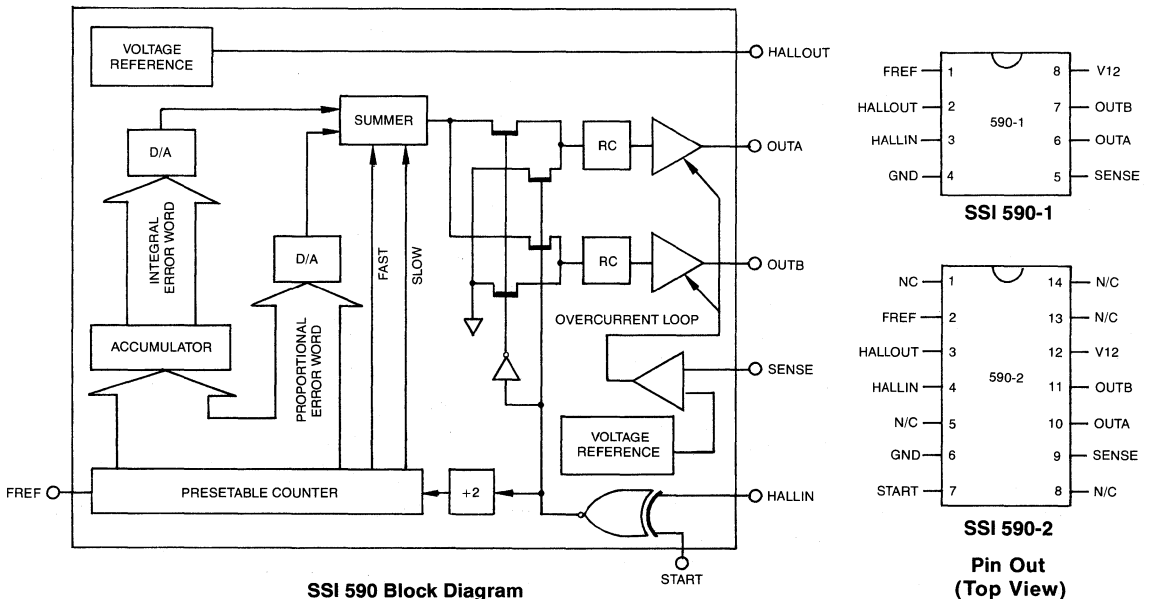 VOLTAGE
REFERENCE
HALLOUT
SUMMER
D/A
RC
OUTA
INTEGRAL
ERROR WORD
D/A
FAST
SLOW
RC
OUTB
OVERCURRENT LOOP
ACCUMULATOR
PROPORTIONAL
ERROR WORD
SENSE
VOLTAGE
REFERENCE
FREF
PRESETABLE COUNTER
+2
HALLIN
START
SSI 590 Block Diagram
FREF 1 8 V12
HALLOUT 2 7 OUTB
590-1
HALLIN 3 6 OUTA
GND 4 5 SENSE
SSI 590-1
NC 1 14 N/C
FREF 2 13 N/C
HALLOUT 3 12 V12
590-2
HALLIN 4 11 OUTB
N/C 5 10 OUTA
GND 6 9 SENSE
START 7 8 N/C
SSI 590-2
Pin Out
(Top View)